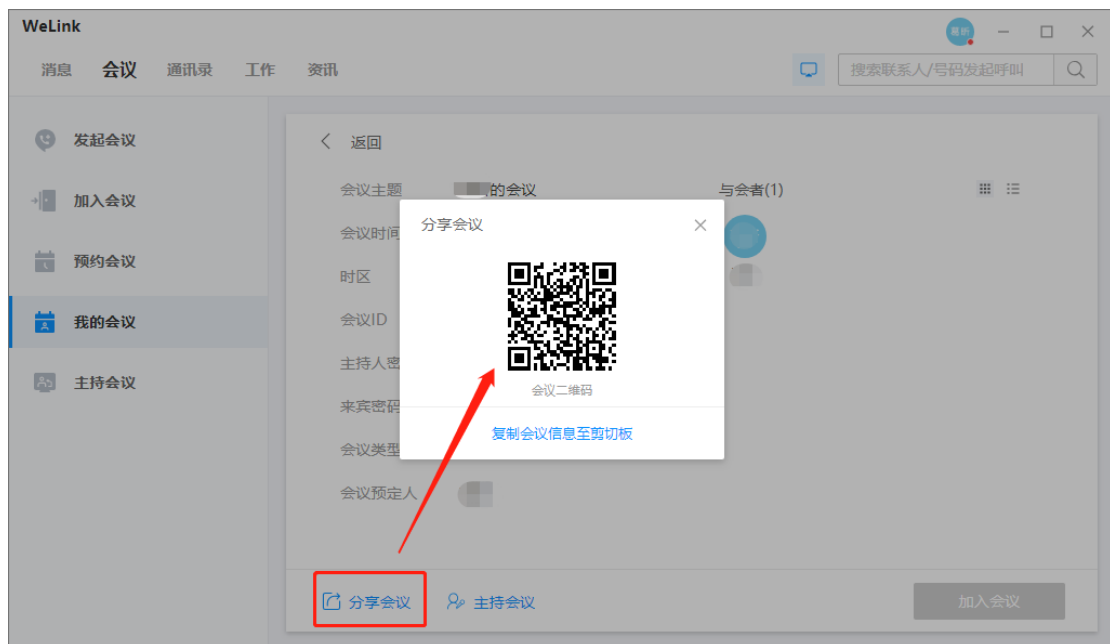 WeLink
消息 会议 通讯录 工作 资讯
搜索联系人/号码发起呼叫
发起会议
加入会议
预约会议
我的会议
主持会议
返回
会议主题 的会议 与会者(1)
会议时间
时区
会议ID
主持人密
来宾密码
会议类型
会议预定人
分享会议
会议二维码
复制会议信息至剪切板
分享会议 主持会议 加入会议